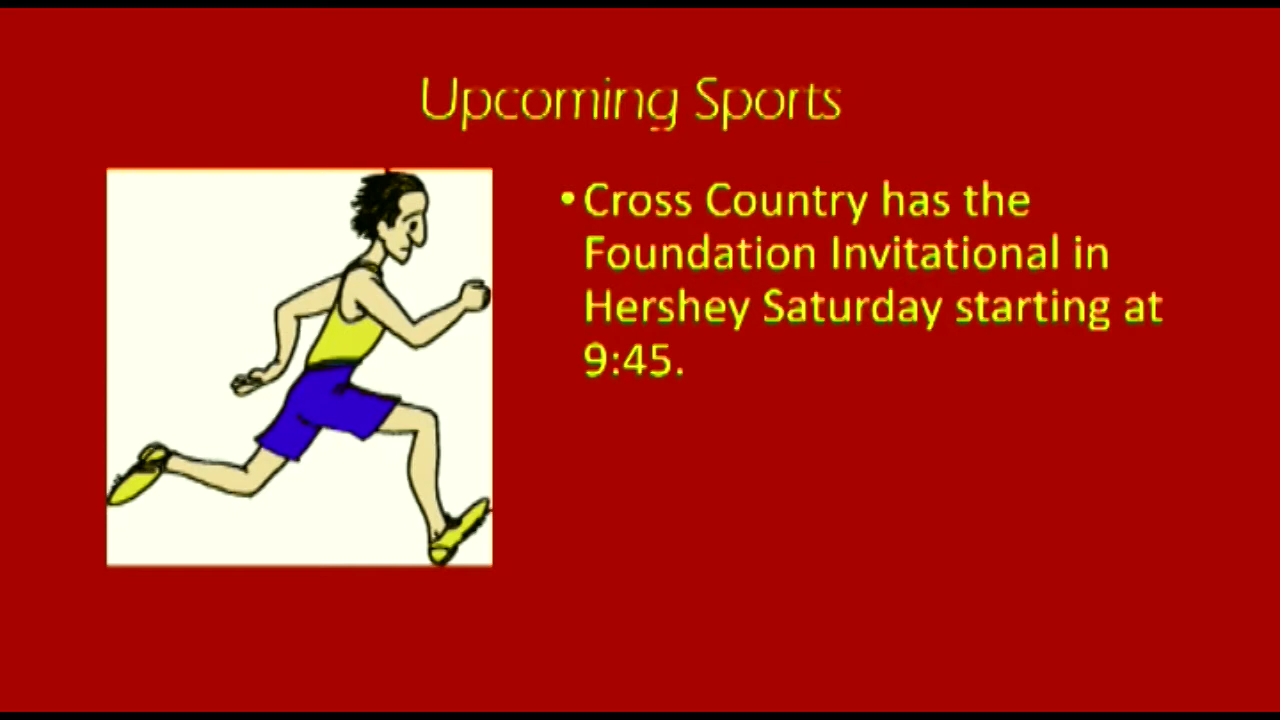 Upcoming Sports
• Cross Country has the
Foundation Invitational in
Hershey Saturday starting at
9:45.